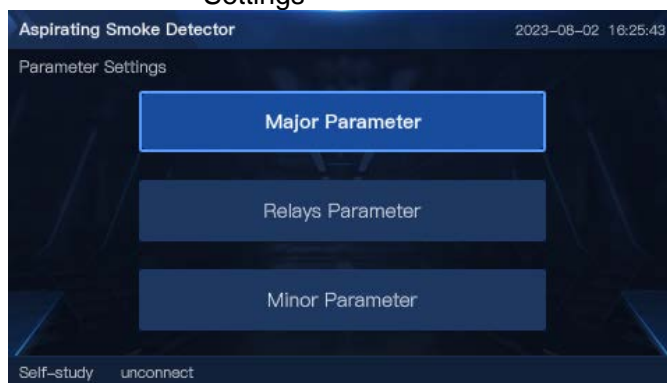 Settings
Aspirating Smoke Detector 2023-08-02 16:25:43
Parameter Settings
Major Parameter
Relays Parameter
Minor Parameter
Self-study unconnect